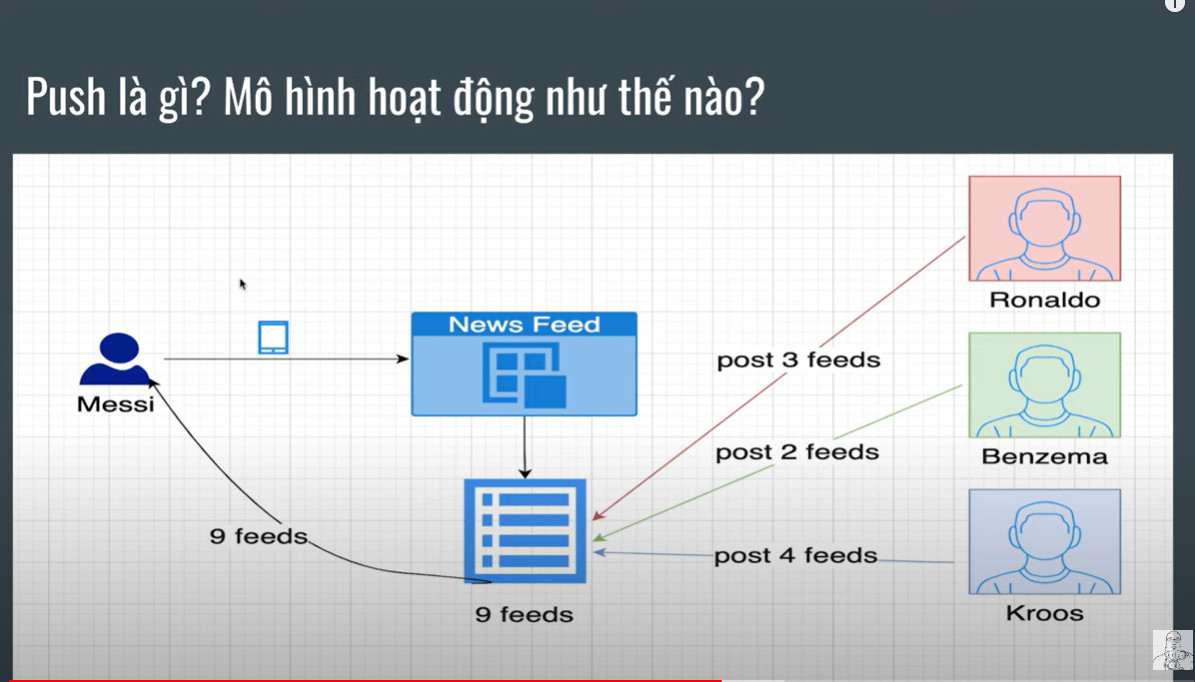 Push là gì? Mô hình hoạt động như thế nào?
News Feed
Ronaldo
post 3 feeds
Messi
post 2 feeds
Benzema
9 feeds
post 4 feeds
9 feeds
Kroos